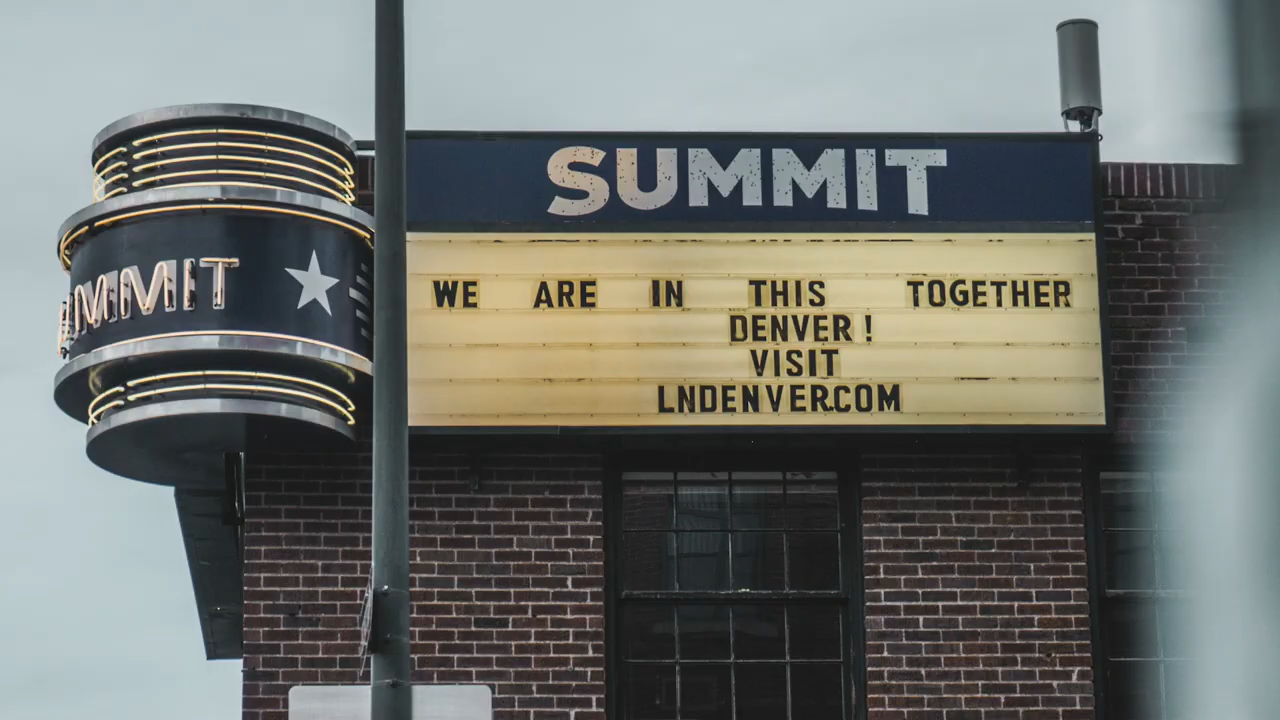 SUMMIT
WE ARE IN THIS TOGETHER
DENVER!
VISIT
LNDENVER.COM
SUMMIT